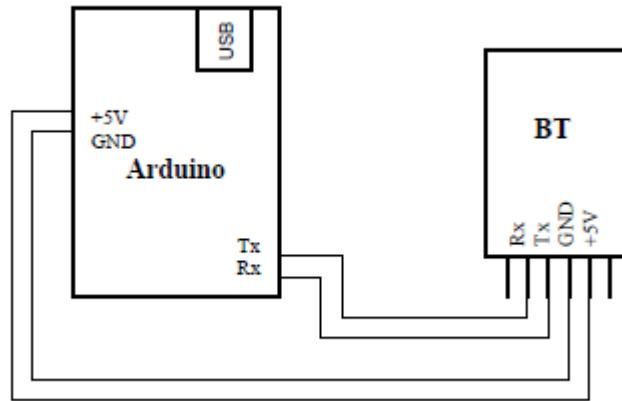 USB
+5V
GND
Arduino
Tx
Rx
BT
Rx
Tx
GND
+5V